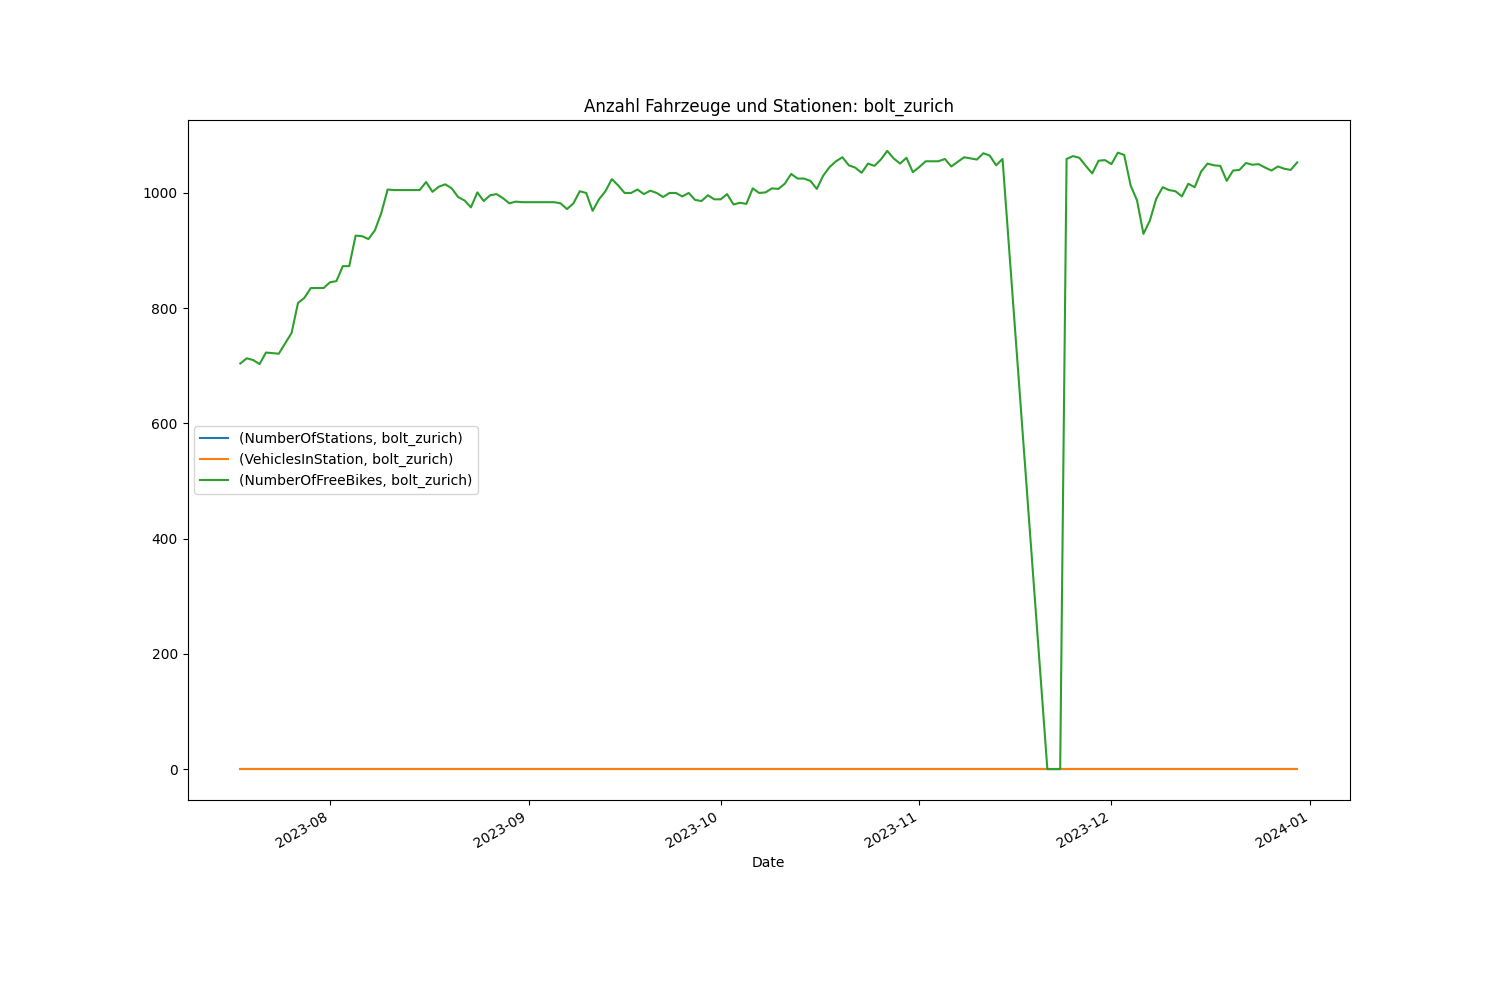 Anzahl Fahrzeuge und Stationen: bolt_zurich
1000
800
600
400
200
0
(NumberOfStations, bolt_zurich)
(VehiclesInStation, bolt_zurich)
(NumberOfFreeBikes, bolt_zurich)
2023-08
2023-09
2023-10
2023-11
2023-12
2024-01
Date